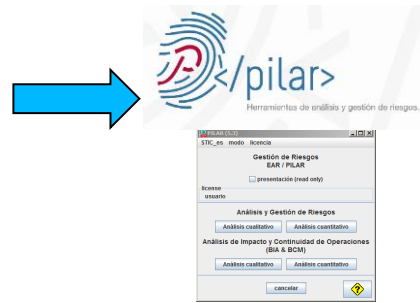 </pilar>
Herramientas de análisis y gestión de riesgos.
PILAR (5.3)
STIC_es modo licencia
Gestión de Riesgos
EAR / PILAR
presentación (read only)
license
usuario
Análisis y Gestión de Riesgos
Análisis cualitativo Análisis cuantitativo
Análisis de Impacto y Continuidad de Operaciones
(BIA & BCM)
Análisis cualitativo Análisis cuantitativo
cancelar
?